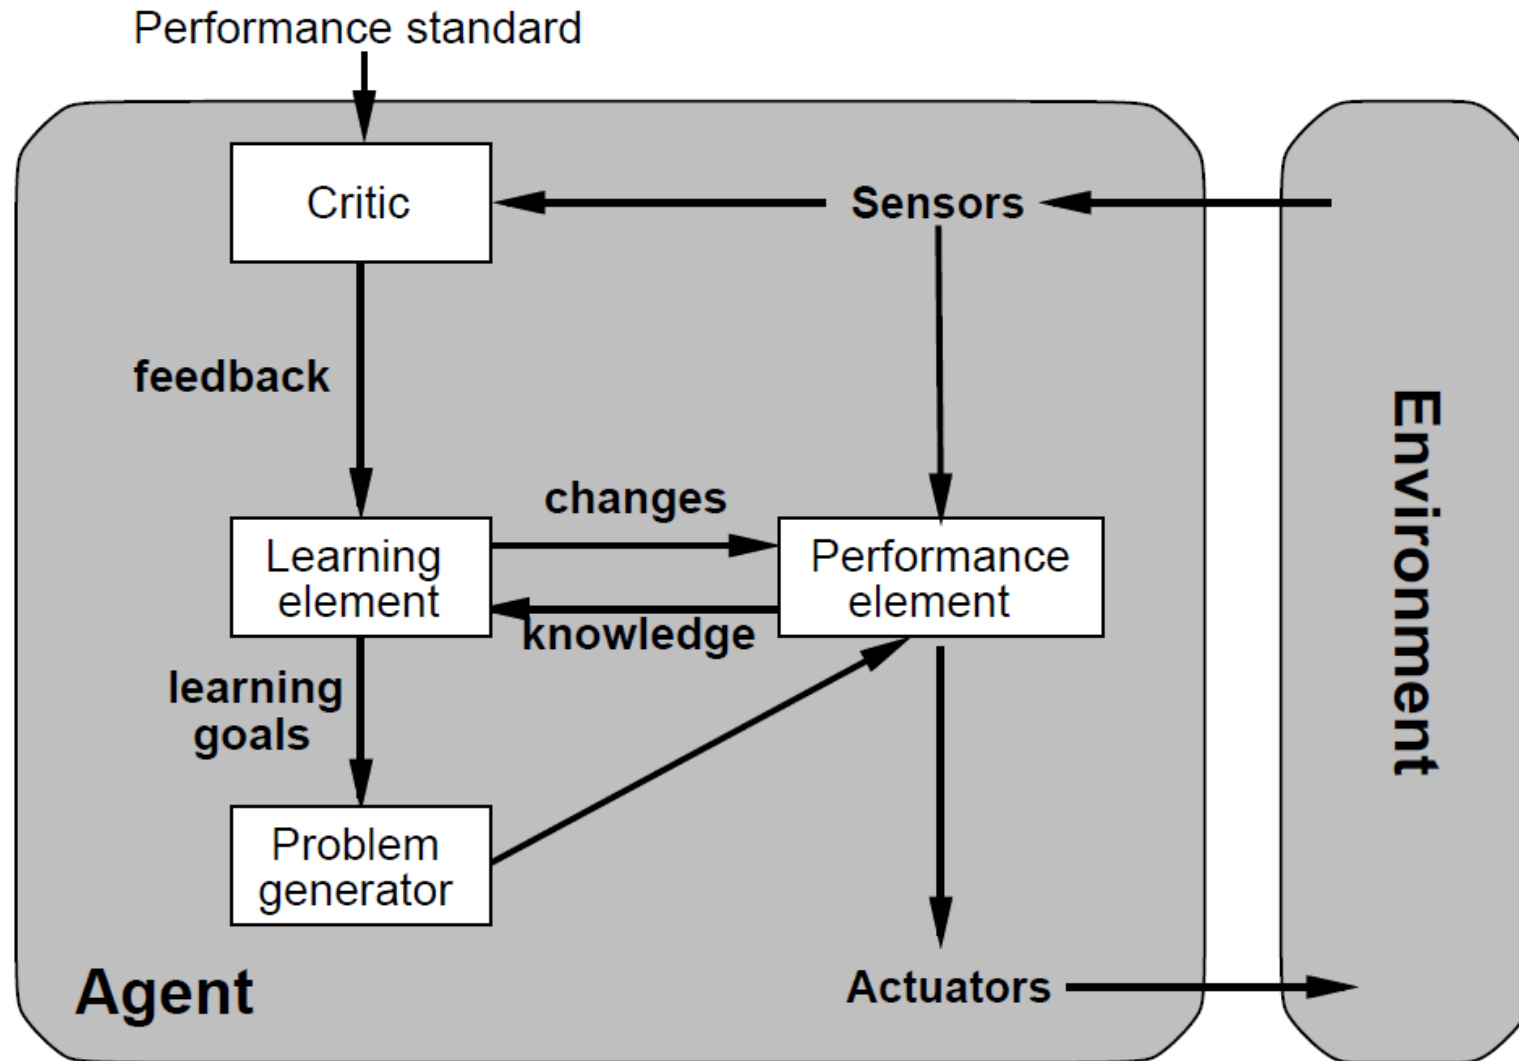 Performance standard
Critic
Sensors
feedback
changes
Learning
element
Performance
element
knowledge
learning
goals
Problem
generator
Agent
Actuators
Environment